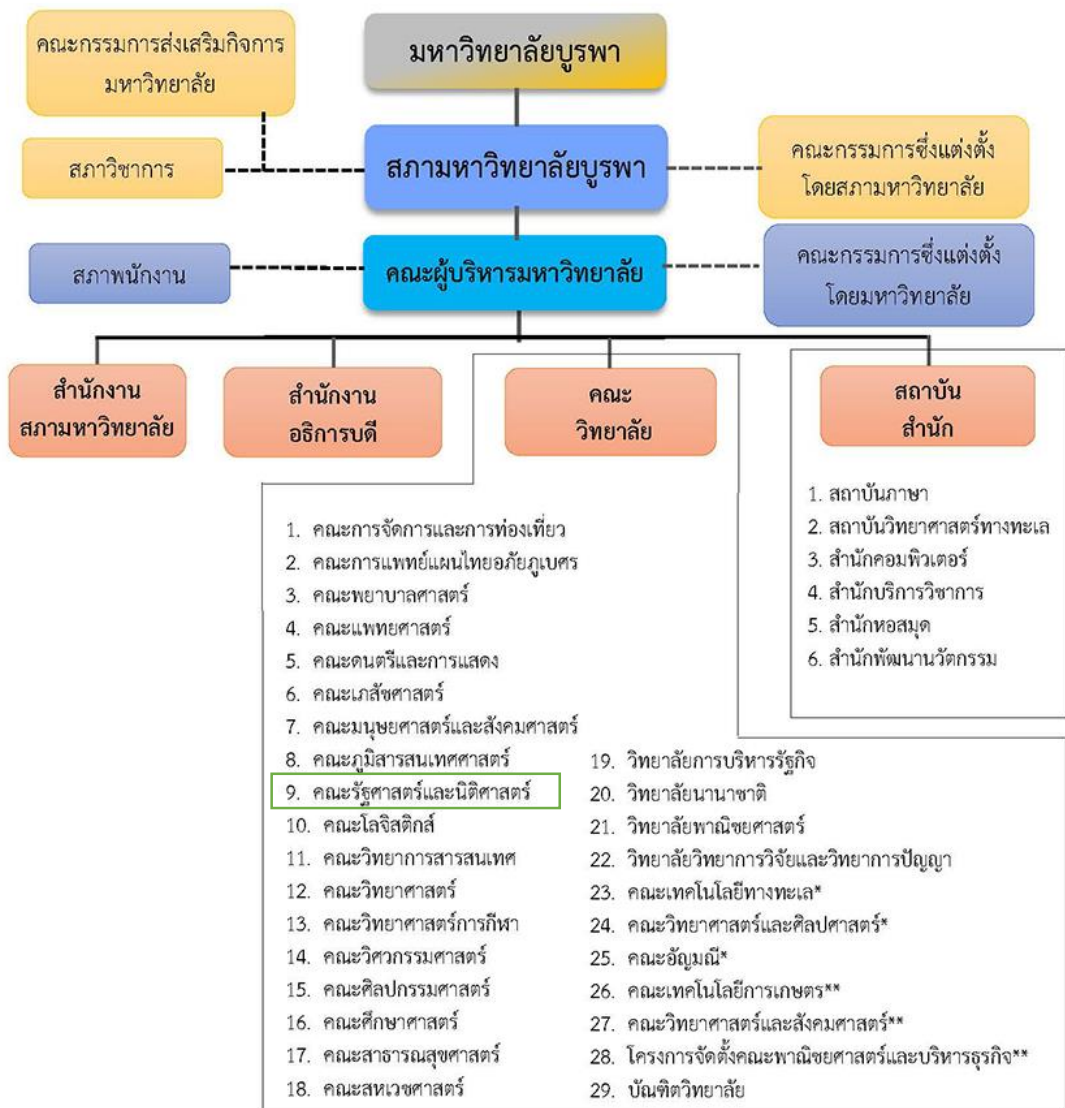 คณะกรรมการส่งเสริมกิจการ
มหาวิทยาลัย
มหาวิทยาลัยบูรพา
สภาวิชาการ
สภามหาวิทยาลัยบูรพา
คณะกรรมการซึ่งแต่งตั้ง
โดยสภามหาวิทยาลัย
สภาพนักงาน
คณะผู้บริหารมหาวิทยาลัย
คณะกรรมการซึ่งแต่งตั้ง
โดยมหาวิทยาลัย
สำนักงาน
สภามหาวิทยาลัย
สำนักงาน
อธิการบดี
คณะ
วิทยาลัย
สถาบัน
สำนัก
1. คณะการจัดการและการท่องเที่ยว
2. คณะการแพทย์แผนไทยอภัยภูเบศร
3. คณะพยาบาลศาสตร์
4. คณะแพทยศาสตร์
5. คณะดนตรีและการแสดง
6. คณะเภสัชศาสตร์
7. คณะมนุษยศาสตร์และสังคมศาสตร์
8. คณะภูมิสารสนเทศศาสตร์
9. คณะรัฐศาสตร์และนิติศาสตร์
10. คณะโลจิสติกส์
11. คณะวิทยาการสารสนเทศ
12. คณะวิทยาศาสตร์
13. คณะวิทยาศาสตร์การกีฬา
14. คณะวิศวกรรมศาสตร์
15. คณะศิลปกรรมศาสตร์
16. คณะศึกษาศาสตร์
17. คณะสาธารณสุขศาสตร์
18. คณะสหเวชศาสตร์
19. วิทยาลัยการบริหารรัฐกิจ
20. วิทยาลัยนานาชาติ
21. วิทยาลัยพาณิชยศาสตร์
22. วิทยาลัยวิทยาการวิจัยและวิทยาการปัญญา
23. คณะเทคโนโลยีทางทะเล*
24. คณะวิทยาศาสตร์และศิลปศาสตร์*
25. คณะอัญมณี*
26. คณะเทคโนโลยีการเกษตร**
27. คณะวิทยาศาสตร์และสังคมศาสตร์**
28. โครงการจัดตั้งคณะพาณิชยศาสตร์และบริหารธุรกิจ**
29. บัณฑิตวิทยาลัย
1. สถาบันภาษา
2. สถาบันวิทยาศาสตร์ทางทะเล
3. สำนักคอมพิวเตอร์
4. สำนักบริการวิชาการ
5. สำนักหอสมุด
6. สำนักพัฒนานวัตกรรม